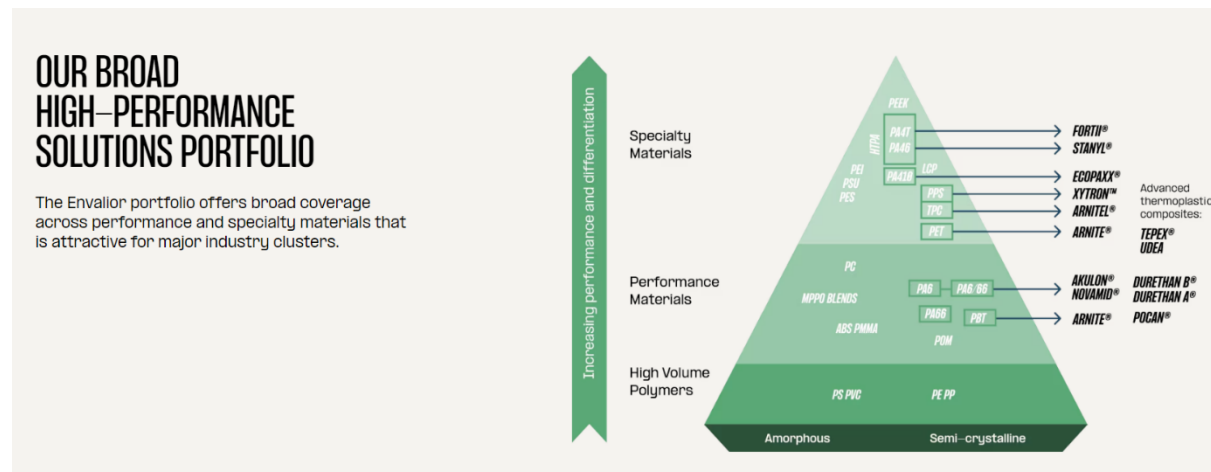 OUR BROAD
HIGH–PERFORMANCE
SOLUTIONS PORTFOLIO
The Envalior portfolio offers broad coverage
across performance and specialty materials that
is attractive for major industry clusters.
Increasing performance and differentiation
Specialty
Materials
PEEK
HTPA
PA4T
FORTII®
PA46
STANYL®
PEI
PSU
PES
LCP
PA410
ECOPAXX®
PPS
XYTRON™
TPC
ARNITEL®
PET
ARNITE®
Advanced
thermoplastic
composites:
TEPEX®
UDEA
Performance
Materials
PC
MPPO BLENDS
ABS PMMA
PA6
PA6/66
AKULON®
NOVAMID®
DURETHAN B®
DURETHAN A®
PA66
PBT
ARNITE®
POCAN®
POM
High Volume
Polymers
PS PVC
PE PP
Amorphous
Semi–crystalline